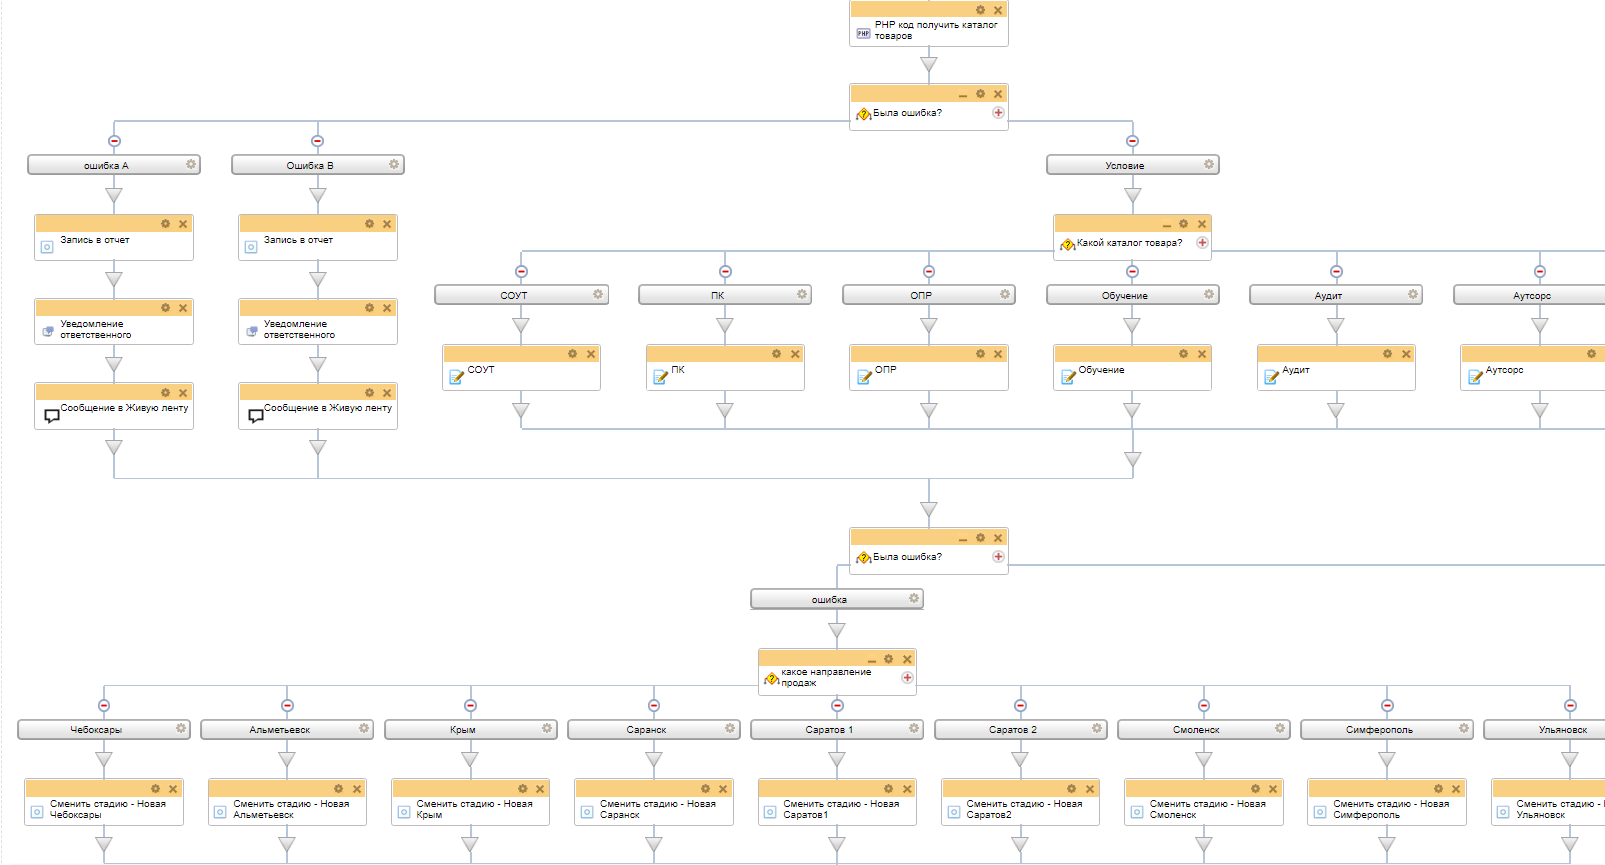 PHP код получить каталог
товаров
PHP
Была ошибка?
ошибка A
Ошибка B
Условие
Запись в отчет
Запись в отчет
Какой каталог товара?
СОУТ
ПК
ОПР
Обучение
Аудит
Аутсорс
Уведомление
ответственного
Уведомление
ответственного
СОУТ
ПК
ОПР
Обучение
Аудит
Аутсорс
Сообщение в Живую ленту
Сообщение в Живую ленту
Была ошибка?
ошибка
какое направление
продаж
Чебоксары
Альметьевск
Крым
Саранск
Саратов 1
Саратов 2
Смоленск
Симферополь
Ульяновск
Сменить стадию - Новая
Чебоксары
Сменить стадию - Новая
Альметьевск
Сменить стадию - Новая
Крым
Сменить стадию - Новая
Саранск
Сменить стадию - Новая
Саратов1
Сменить стадию - Новая
Саратов2
Сменить стадию - Новая
Смоленск
Сменить стадию - Новая
Симферополь
Сменить стадию -
Ульяновск